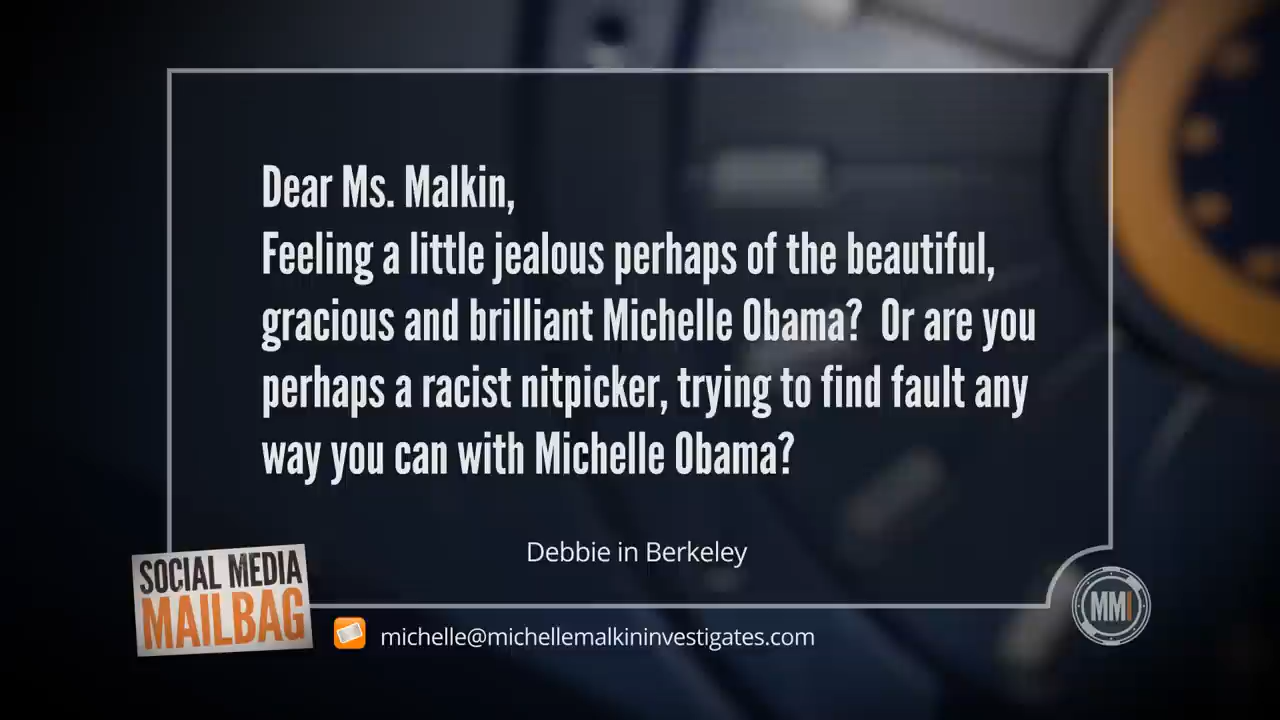 Dear Ms. Malkin,
Feeling a little jealous perhaps of the beautiful,
gracious and brilliant Michelle Obama?  Or are you
perhaps a racist nitpicker, trying to find fault any
way you can with Michelle Obama?
Debbie in Berkeley
SOCIAL MEDIA
MAILBAG
michelle@michellemalkininvestigates.com
MMI